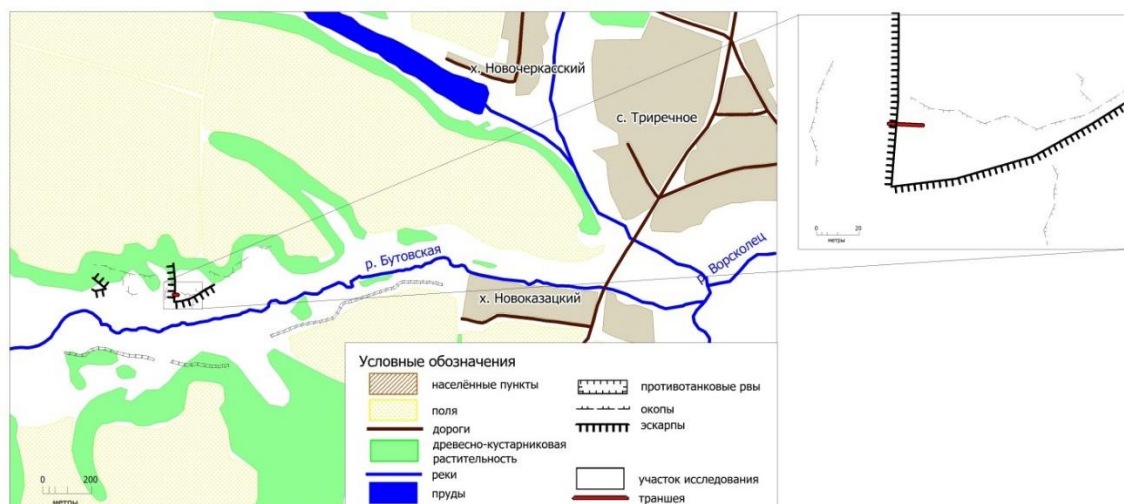 х. Новочеркасский
с. Триречное
р. Бутовская
р. Ворсколец
х. Новоказацкий
0 200
метры
0 20
метры
Условные обозначения
населённые пункты
поля
дороги
древесно-кустарниковая
растительность
реки
пруды
противотанковые рвы
окопы
эскарпы
участок исследования
траншея